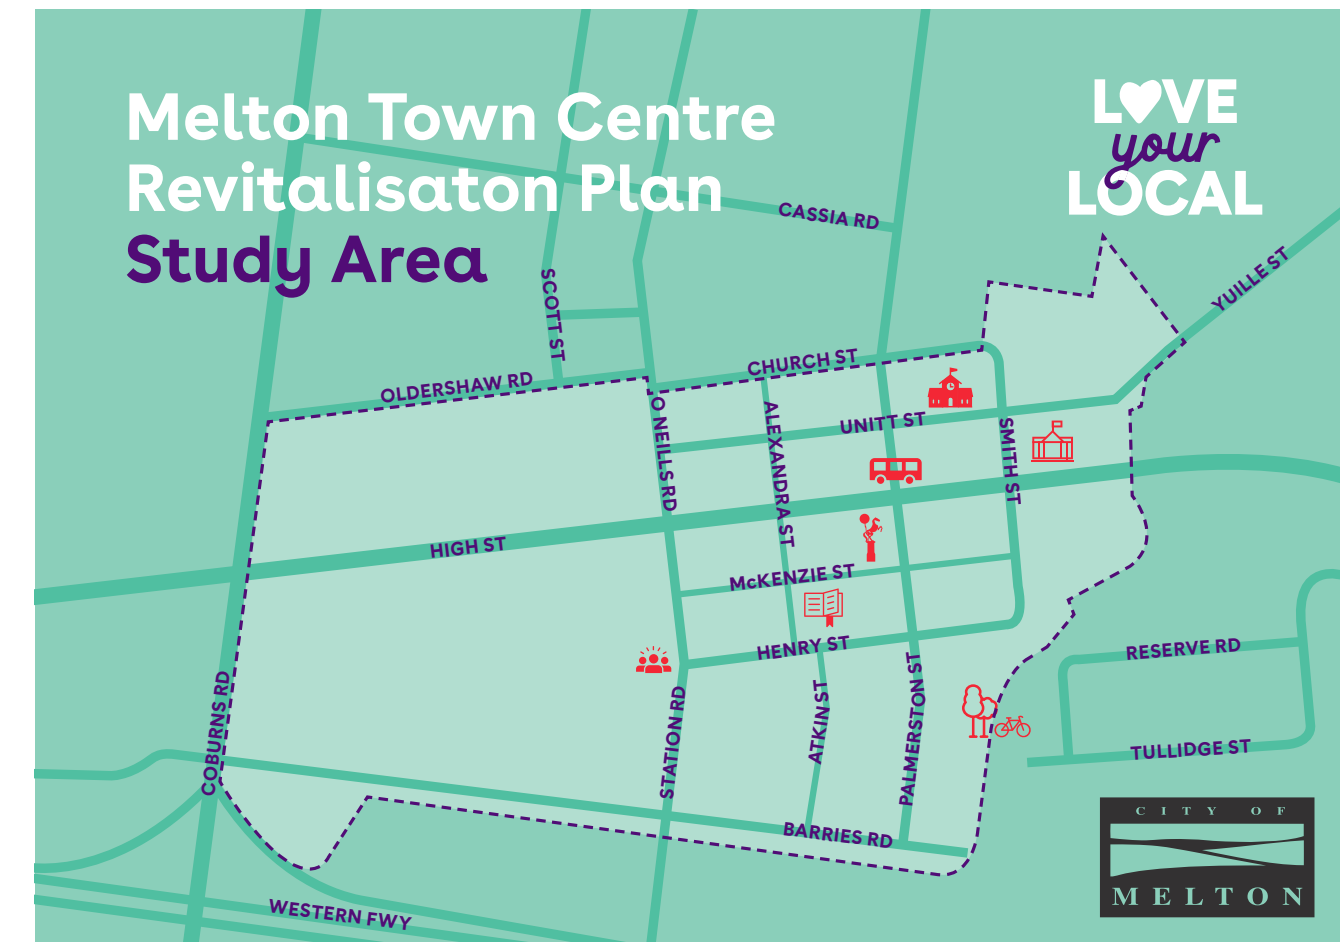 Melton Town Centre
Revitalisaton Plan
Study Area
LOVE
your
LOCAL
CASSIA RD
YUILLE ST
SCOTT ST
CHURCH ST
OLDERSHAW RD
O NEILLS RD
ALEXANDRA ST
UNITT ST
SMITH ST
HIGH ST
McKENZIE ST
HENRY ST
RESERVE RD
COBURNS RD
STATION RD
ATKIN ST
PALMERSTON ST
TULLIDGE ST
BARRIES RD
WESTERN FWY
CITY OF
MELTON